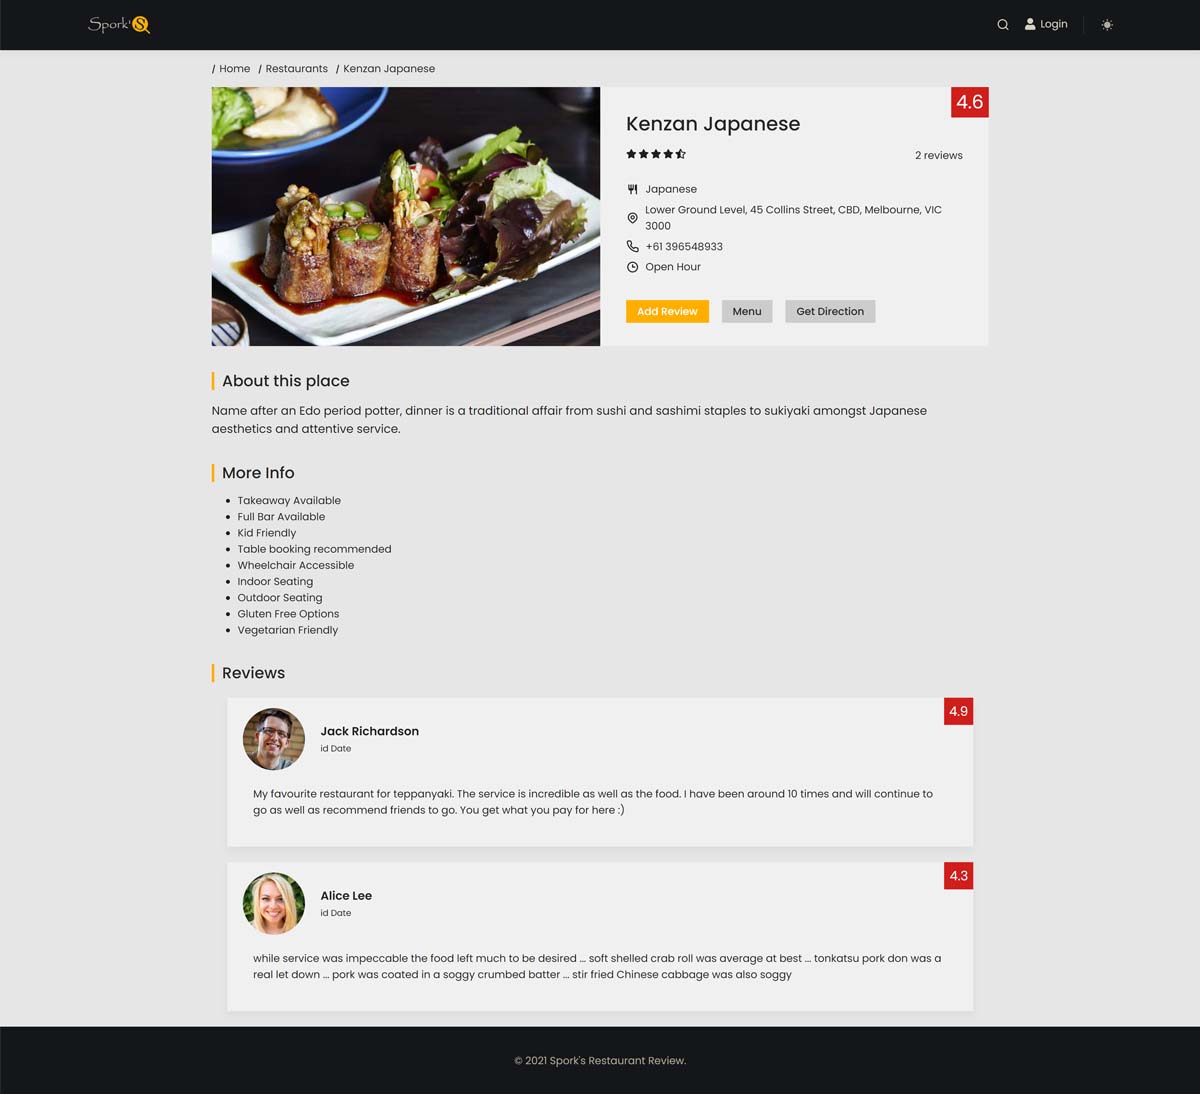 Spork'S
Login
/ Home / Restaurants / Kenzan Japanese
4.6
Kenzan Japanese
2 reviews
Japanese
Lower Ground Level, 45 Collins Street, CBD, Melbourne, VIC
3000
+61 396548933
Open Hour
Add Review Menu Get Direction
About this place
Name after an Edo period potter, dinner is a traditional affair from sushi and sashimi staples to sukiyaki amongst Japanese
aesthetics and attentive service.
More Info
Takeaway Available
Full Bar Available
Kid Friendly
Table booking recommended
Wheelchair Accessible
Indoor Seating
Outdoor Seating
Gluten Free Options
Vegetarian Friendly
Reviews
4.9
Jack Richardson
id Date
My favourite restaurant for teppanyaki. The service is incredible as well as the food. I have been around 10 times and will continue to
go as well as recommend friends to go. You get what you pay for here :)
4.3
Alice Lee
id Date
while service was impeccable the food left much to be desired ... soft shelled crab roll was average at best ... tonkatsu pork don was a
real let down ... pork was coated in a soggy crumbed batter ... stir fried Chinese cabbage was also soggy
© 2021 Spork's Restaurant Review.